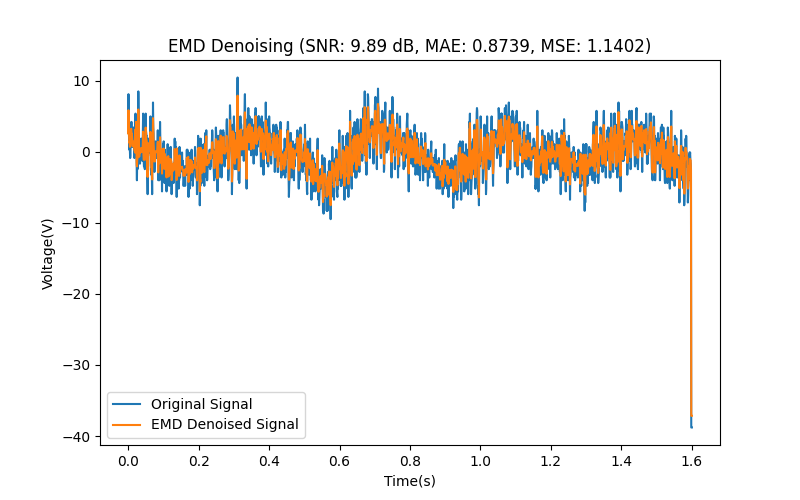 EMD Denoising (SNR: 9.89 dB, MAE: 0.8739, MSE: 1.1402)
10
0
−10
−20
−30
−40
Voltage(V)
Original Signal
EMD Denoised Signal
0.0 0.2 0.4 0.6 0.8 1.0 1.2 1.4 1.6
Time(s)